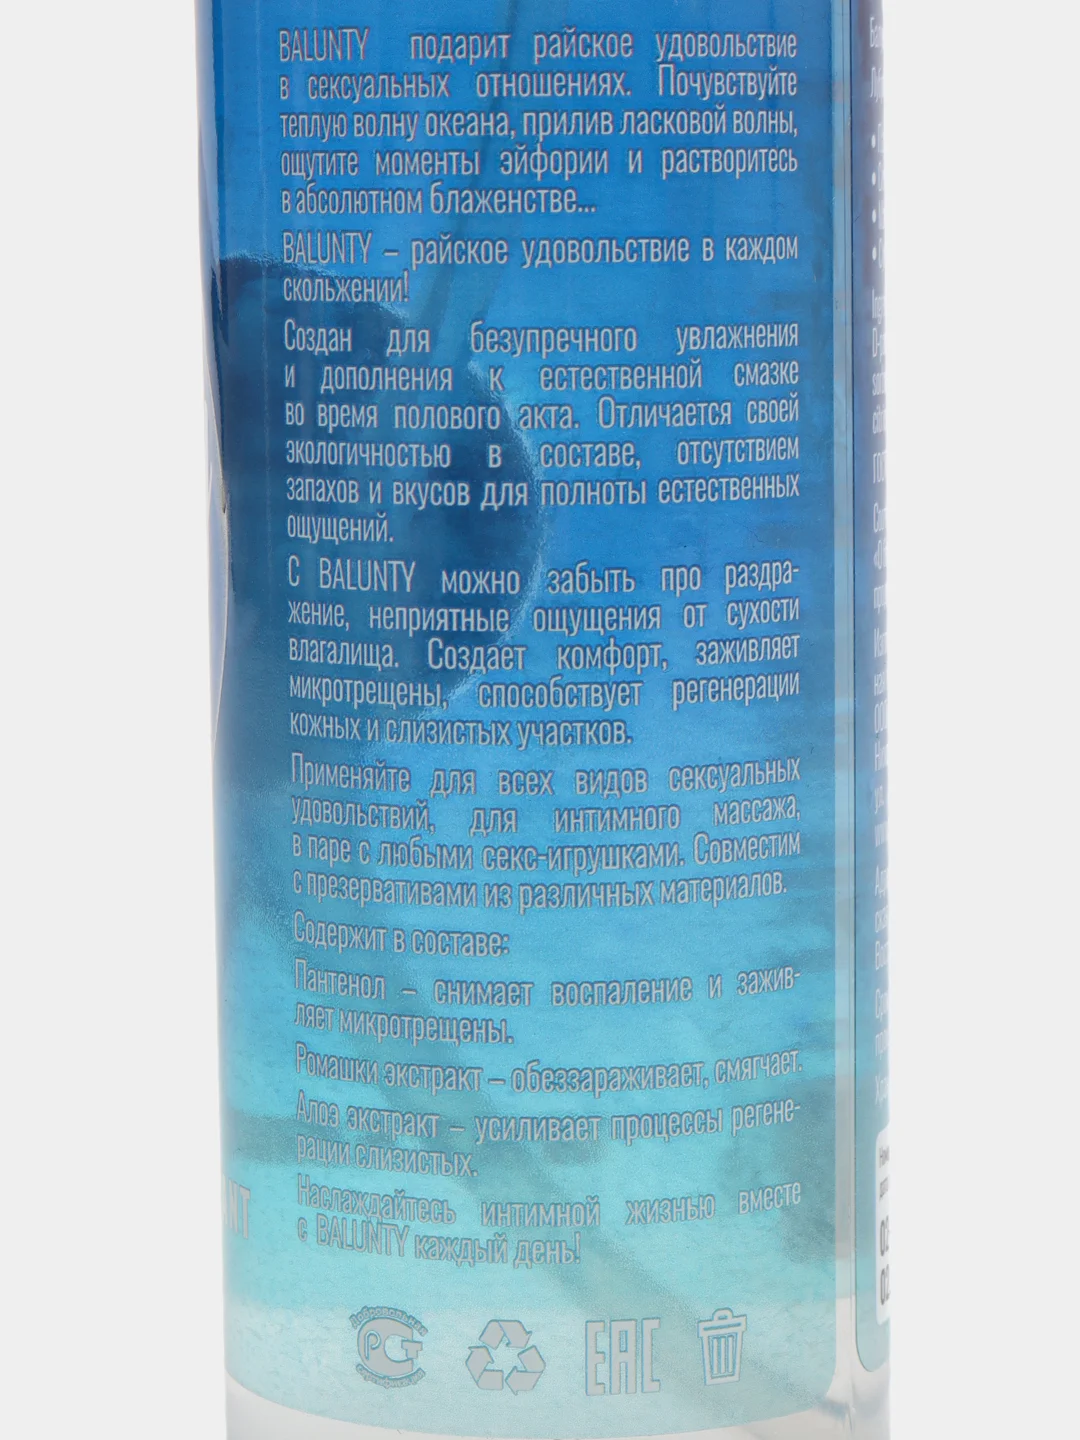 BALUNTY подарит райское удовольствие
в сексуальных отношениях. Почувствуйте
теплую волну океана, прилив ласковой волны,
ощутите моменты эйфории и растворитесь
в абсолютном блаженстве...
BALUNTY – райское удовольствие в каждом
скольжении!
Создан для безупречного увлажнения
и дополнения к естественной смазке
во время полового акта. Отличается своей
экологичностью в составе, отсутствием
запахов и вкусов для полноты естественных
ощущений.
С BALUNTY можно забыть про раздра-
жение, неприятные ощущения от сухости
влагалища. Создает комфорт, заживляет
микротрещены, способствует регенерации
кожных и слизистых участков.
Применяйте для всех видов сексуальных
удовольствий, для интимного массажа,
в паре с любыми секс-игрушками. Совместим
с презервативами из различных материалов.
Содержит в составе:
Пантенол – снимает воспаление и зажив-
ляет микротрещены.
Ромашки экстракт – обеззараживает, смягчает.
Алоэ экстракт – усиливает процессы регене-
рации слизистых.
Наслаждайтесь интимной жизнью вместе
с BALUNTY каждый день!
Добровольная
РСТ
сертификация
EAC